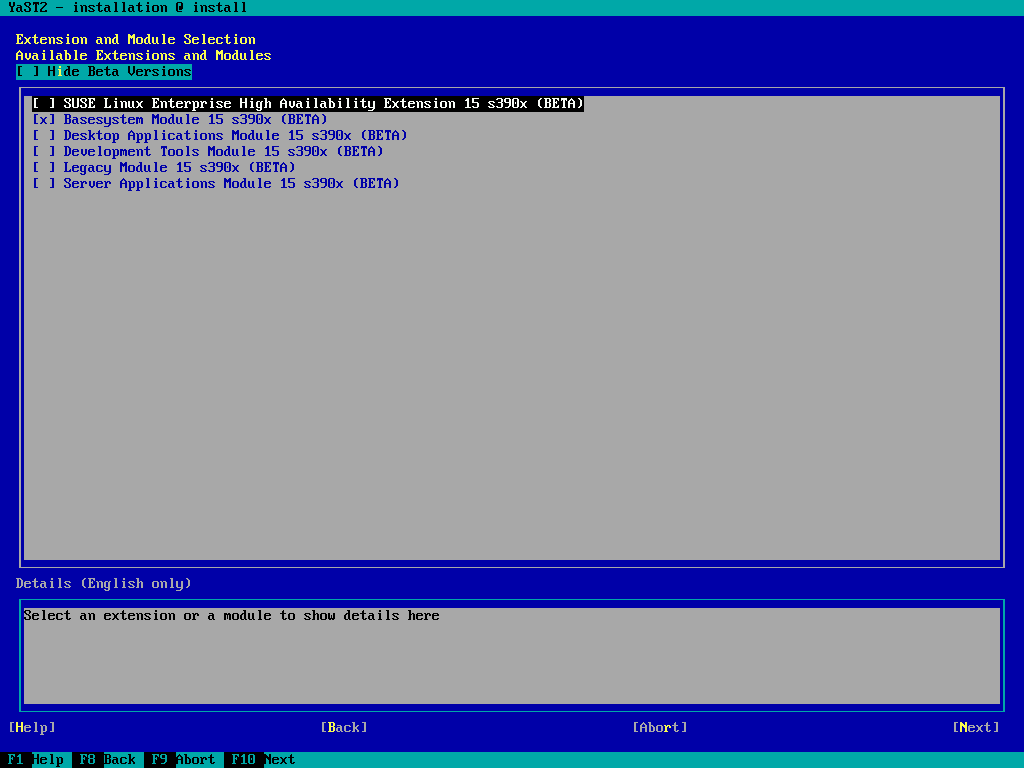 YaST2 - installation @ install
Extension and Module Selection
Available Extensions and Modules
[ ] Hide Beta Versions
[ ] SUSE Linux Enterprise High Availability Extension 15 s390x (BETA)
[x] Basesystem Module 15 s390x (BETA)
[ ] Desktop Applications Module 15 s390x (BETA)
[ ] Development Tools Module 15 s390x (BETA)
[ ] Legacy Module 15 s390x (BETA)
[ ] Server Applications Module 15 s390x (BETA)
Details (English only)
Select an extension or a module to show details here
[Help] [Back] [Abort] [Next]
F1 Help F8 Back F9 Abort F10 Next